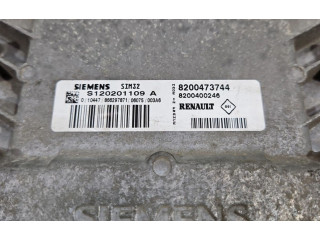 SIEMENS SIM32
S120201109 A
8200473744
8200400246
RENAULT
SIEMENS